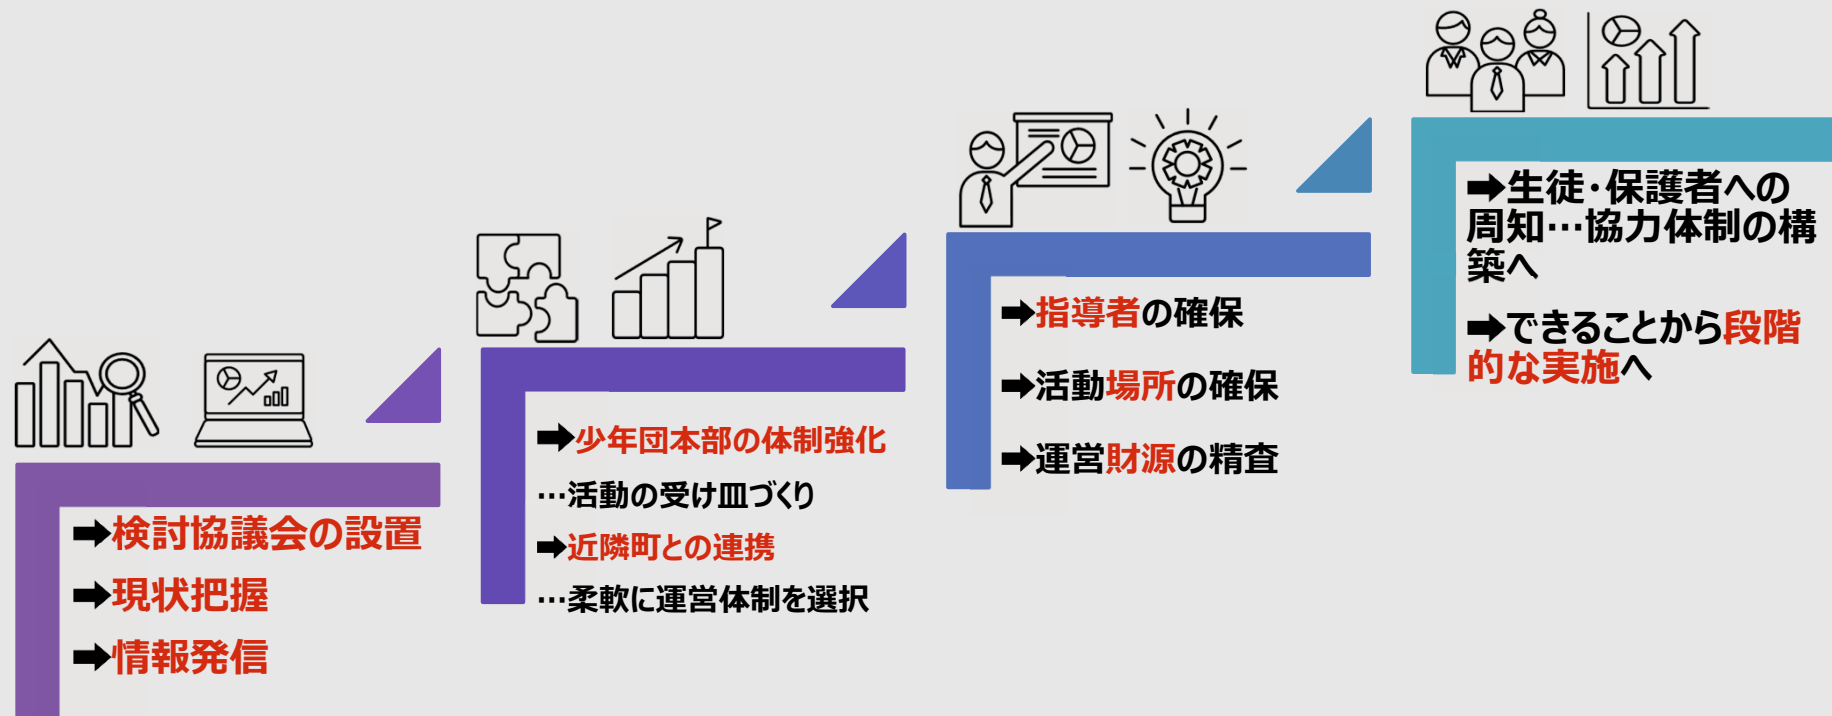 ➡検討協議会の設置
➡現状把握
➡情報発信
➡少年団本部の体制強化
…活動の受け皿づくり
➡近隣町との連携
…柔軟に運営体制を選択
➡指導者の確保
➡活動場所の確保
➡運営財源の精査
➡生徒・保護者への
周知…協力体制の構
築へ
➡できることから段階
的な実施へ